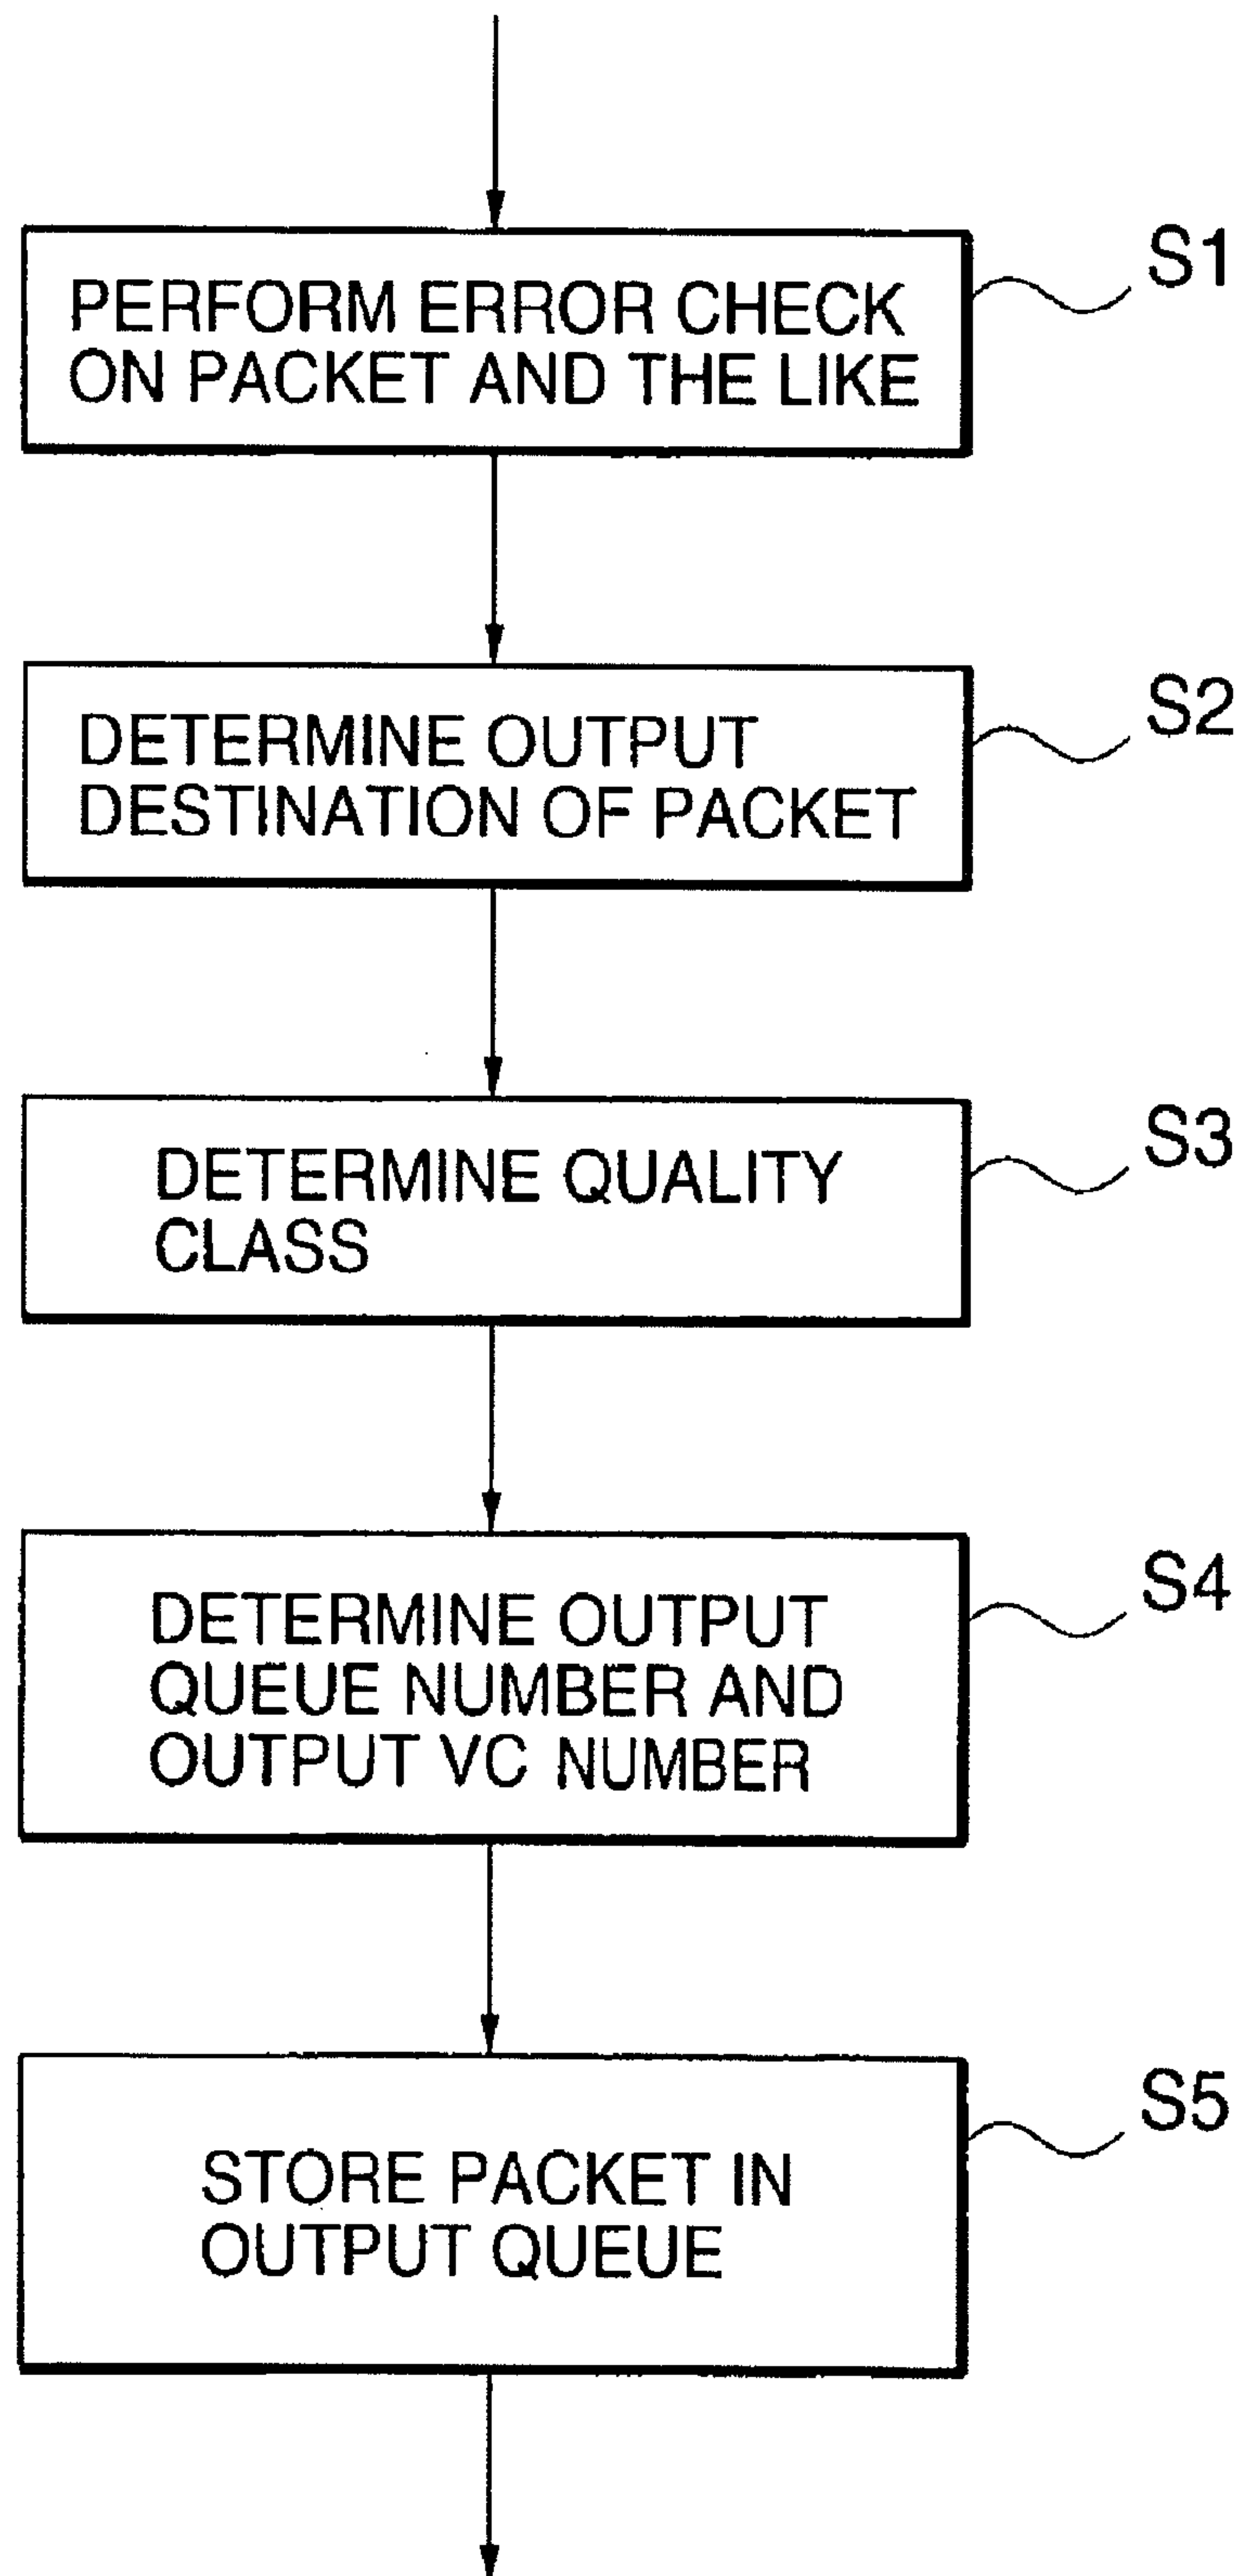 S1
PERFORM ERROR CHECK
ON PACKET AND THE LIKE
S2
DETERMINE OUTPUT
DESTINATION OF PACKET
S3
DETERMINE QUALITY
CLASS
S4
DETERMINE OUTPUT
QUEUE NUMBER AND
OUTPUT VC NUMBER
S5
STORE PACKET IN
OUTPUT QUEUE